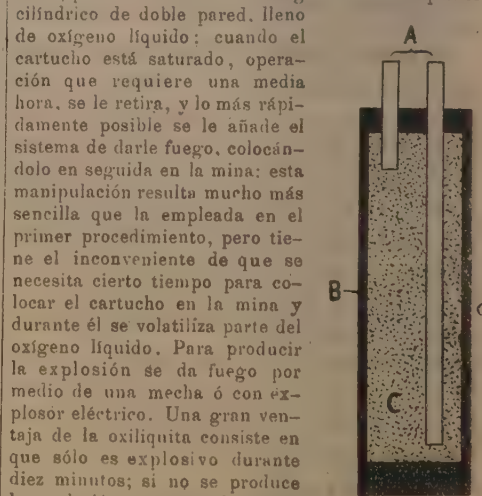 cilíndrico de doble pared, lleno
de oxígeno líquido: cuando el
cartucho está saturado, opera-
ción que requiere una media
hora, se le retira, y lo más rápi-
damente posible se le añade el
sistema de darle fuego, colocán-
dolo en seguida en la mina: esta
manipulación resulta mucho más
sencilla que la empleada en el
primer procedimiento, pero tie-
ne el inconveniente de que se
necesita cierto tiempo para co-
locar el cartucho en la mina y
durante él se volatiliza parte del
oxígeno líquido. Para producir
la explosión se da fuego por
medio de una mecha ó con ex-
plosor eléctrico. Una gran ven-
taja de la oxiliquita consiste en
que sólo es explosivo durante
diez minutos; si no se produce
A
B
C